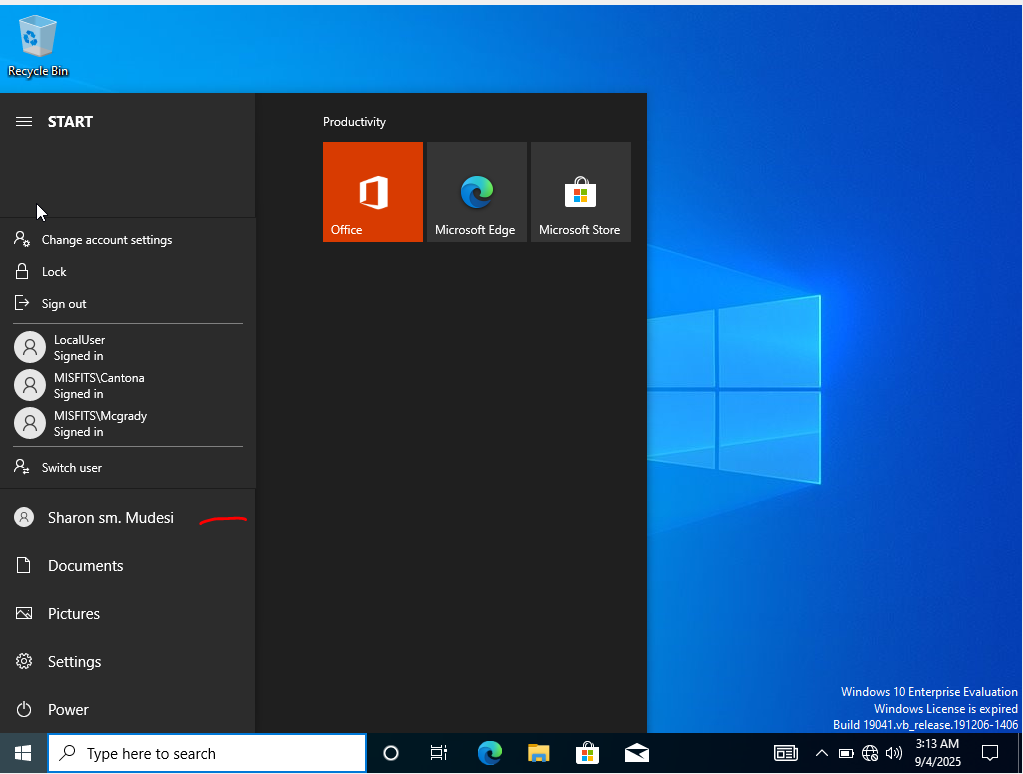 Recycle Bin
START
Productivity
Office
Microsoft Edge
Microsoft Store
Change account settings
Lock
Sign out
LocalUser
Signed in
MISFITS\Cantona
Signed in
MISFITS\Mcgrady
Signed in
Switch user
Sharon sm. Mudesi
Documents
Pictures
Settings
Power
Windows 10 Enterprise Evaluation
Windows License is expired
Build 19041.vb_release.191206-1406
Type here to search
3:13 AM
9/4/2025